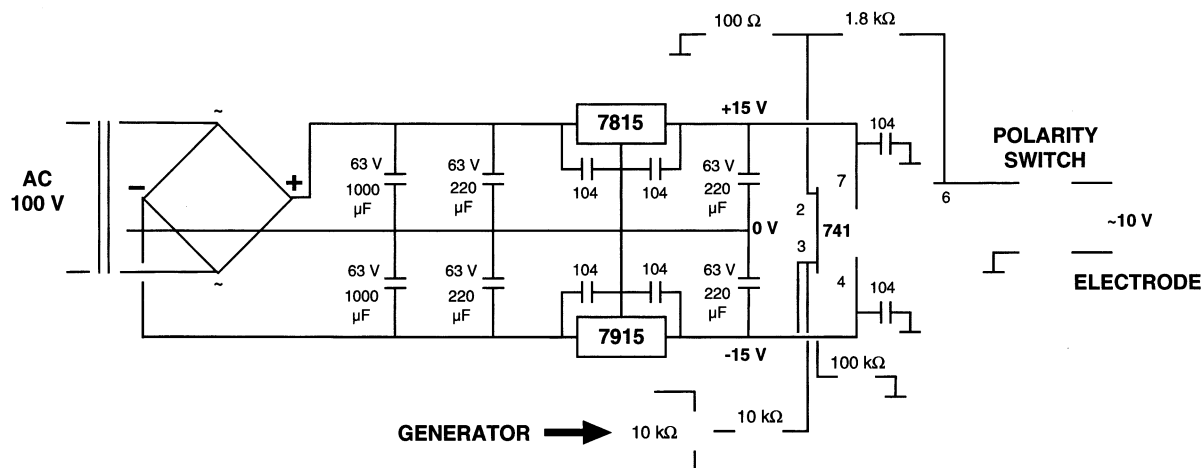 100 Ω
1.8 kΩ
~
7815
+15 V
104
POLARITY
SWITCH
AC
100 V
−
+
63 V
1000
µF
63 V
220
µF
104
104
63 V
220
µF
7
2
6
0 V
741
~10 V
3
63 V
1000
µF
63 V
220
µF
104
104
63 V
220
µF
4
ELECTRODE
~
104
7915
-15 V
100 kΩ
GENERATOR
10 kΩ
10 kΩ